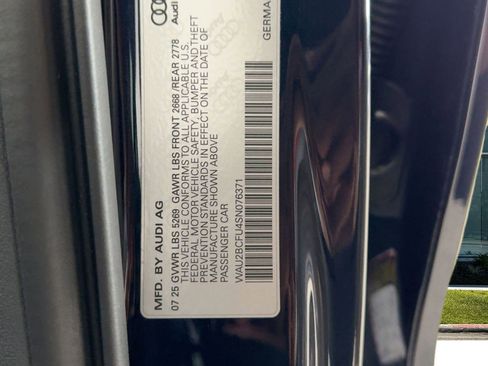 MFD. BY AUDI AG
07 25 GVWR LBS 5269 GAWR LBS FRONT 2668/REAR 2778
THIS VEHICLE CONFORMS TO ALL APPLICABLE U.S.
FEDERAL MOTOR VEHICLE SAFETY, BUMPER AND THEFT
PREVENTION STANDARDS IN EFFECT ON THE DATE OF
MANUFACTURE SHOWN ABOVE
PASSENGER CAR
WAU2BCFU4SN076371
Audi
GERMA